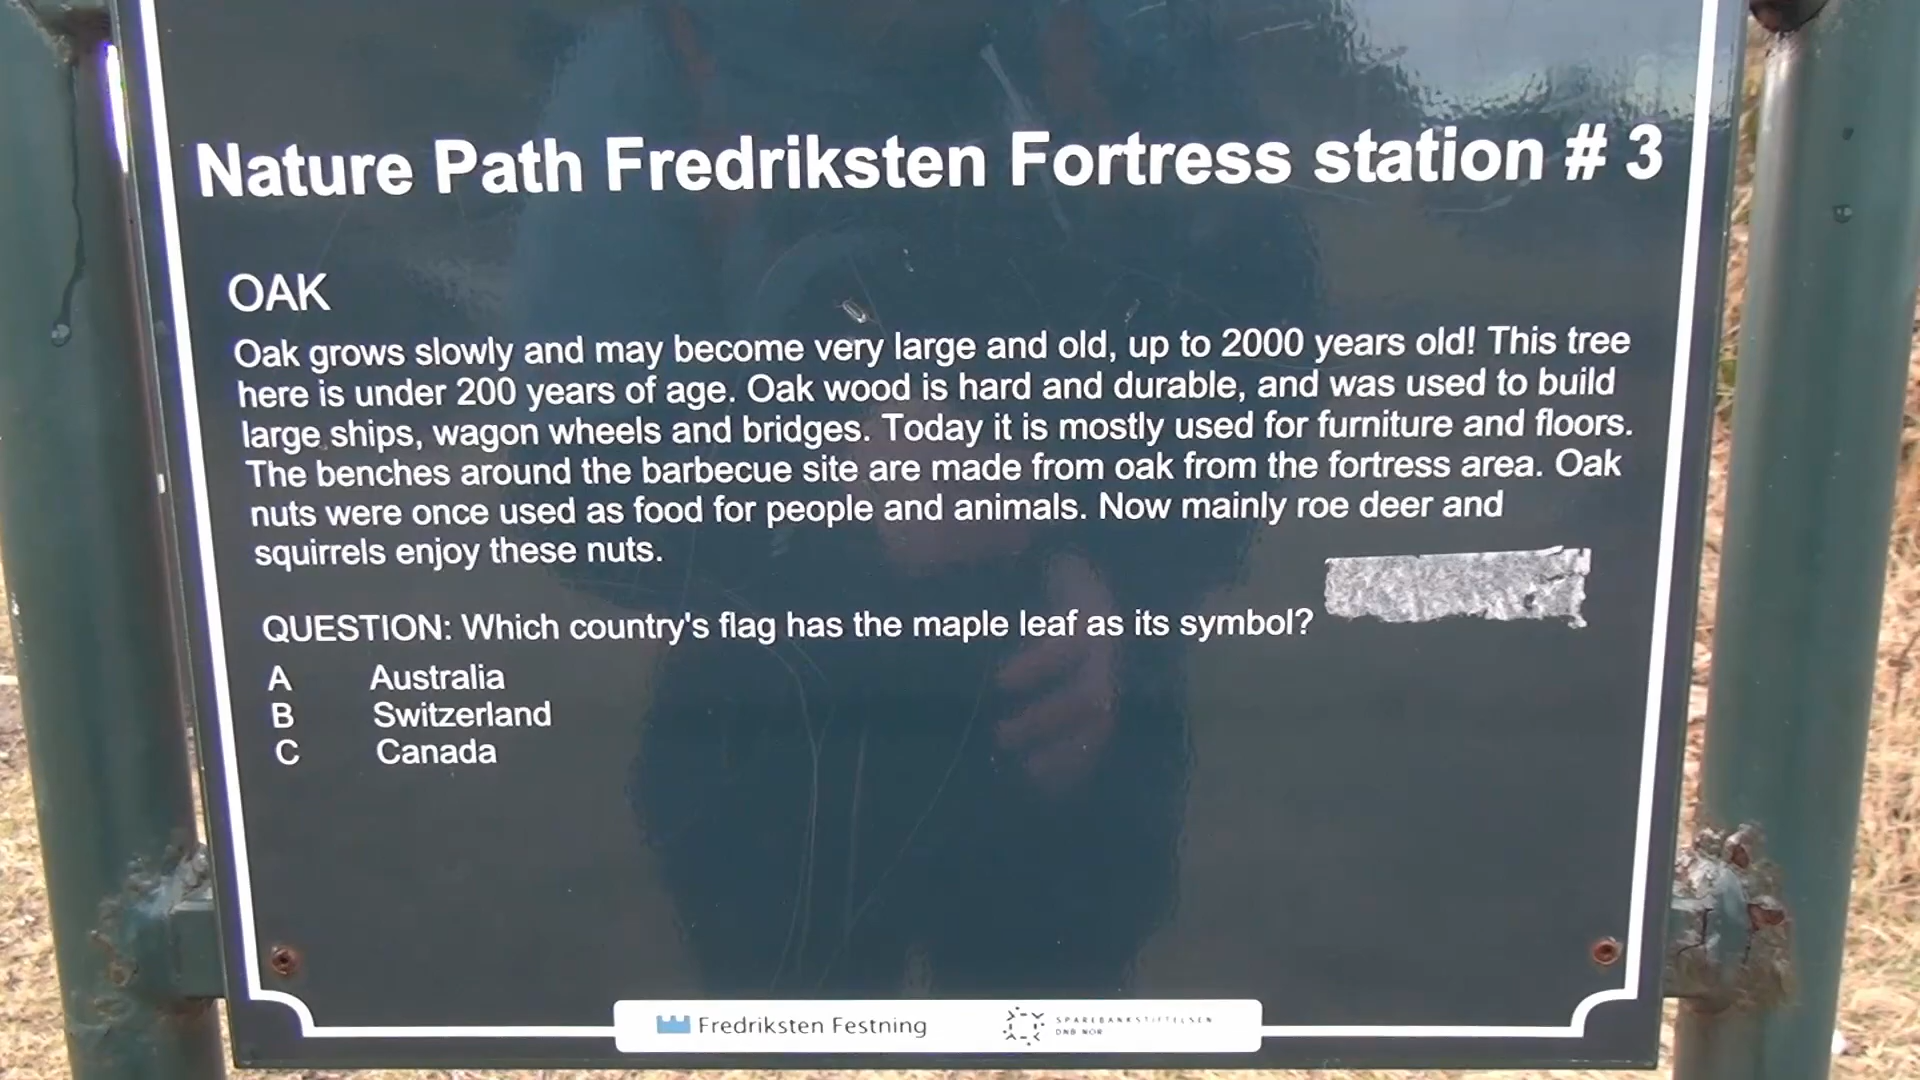 Nature Path Fredriksten Fortress station # 3
OAK
Oak grows slowly and may become very large and old, up to 2000 years old! This tree
here is under 200 years of age. Oak wood is hard and durable, and was used to build
large ships, wagon wheels and bridges. Today it is mostly used for furniture and floors.
The benches around the barbecue site are made from oak from the fortress area. Oak
nuts were once used as food for people and animals. Now mainly roe deer and
squirrels enjoy these nuts.
QUESTION: Which country's flag has the maple leaf as its symbol?
A Australia
B Switzerland
C Canada
Fredriksten Festning
SPAREBANKSTIFTELSEN
DNB NOR